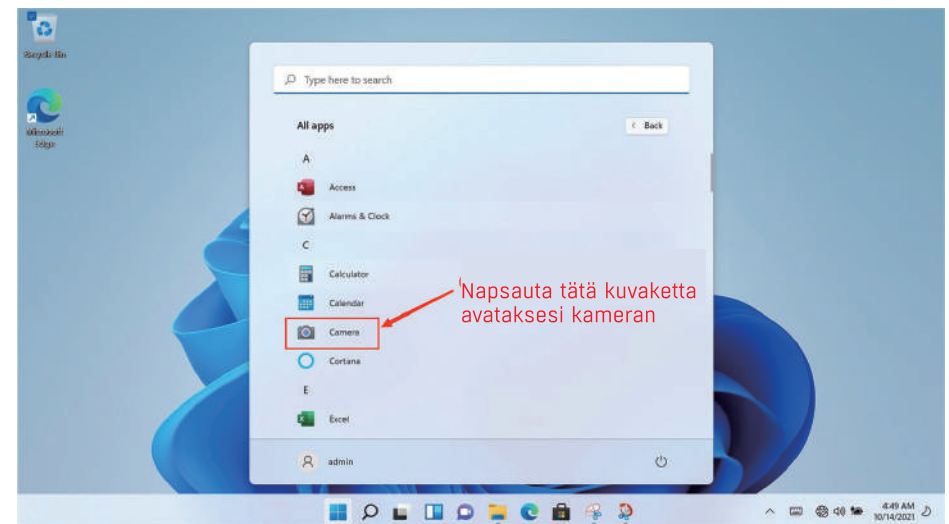 Recycle Bin
Microsoft
Edge
Type here to search
All apps
< Back
A
Access
Alarms & Clock
C
Calculator
Calendar
Napsauta tätä kuvaketta
avataksesi kameran
Camera
Cortana
E
Excel
admin
4:49 AM
10/14/2021